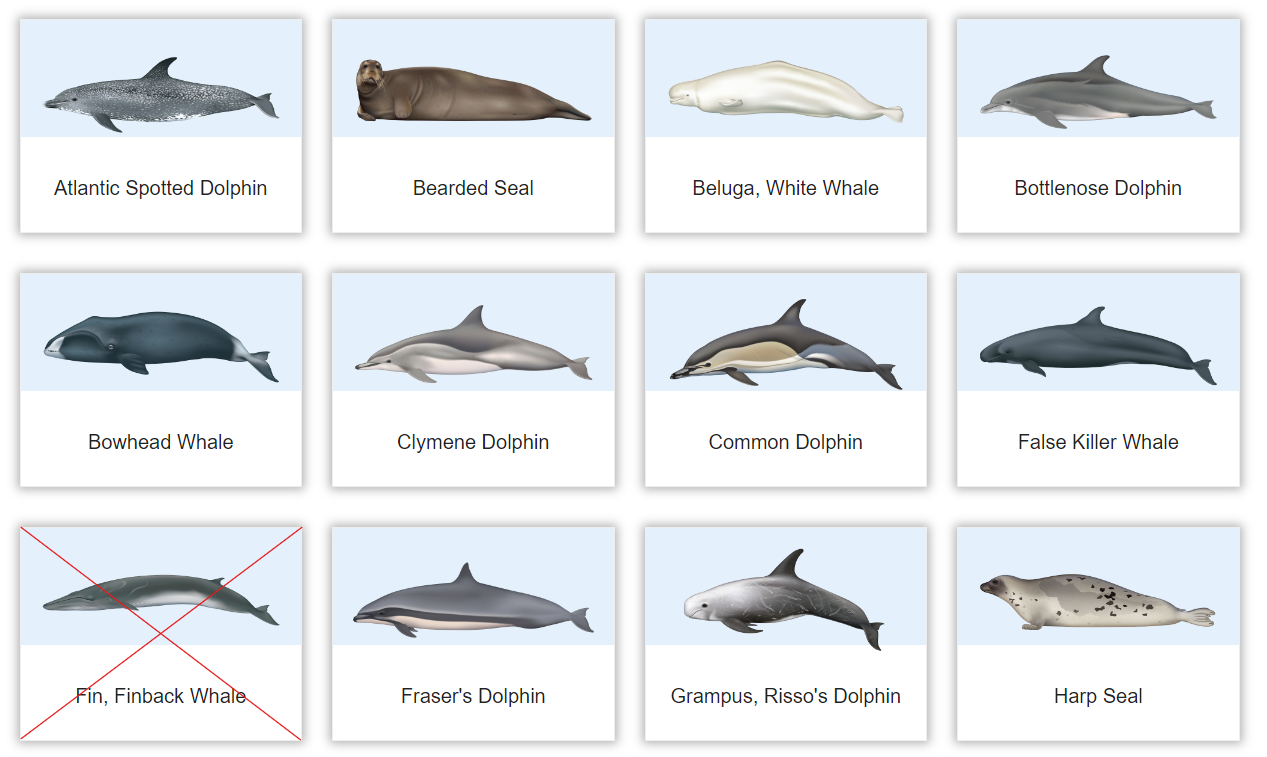 Atlantic Spotted Dolphin
Bearded Seal
Beluga, White Whale
Bottlenose Dolphin
Bowhead Whale
Clymene Dolphin
Common Dolphin
False Killer Whale
Fin, Finback Whale
Fraser's Dolphin
Grampus, Risso's Dolphin
Harp Seal